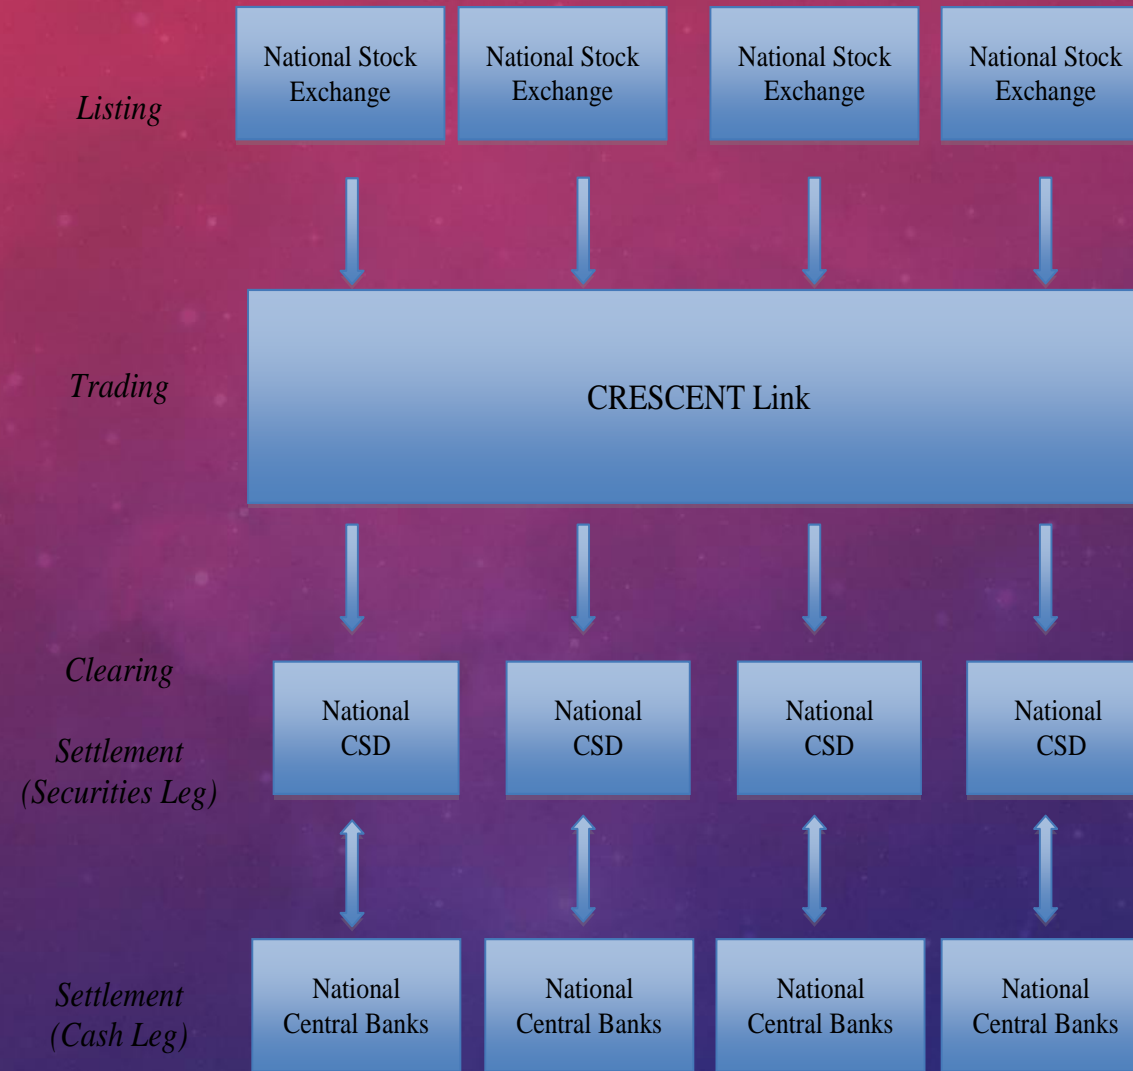 Listing
National Stock
Exchange
National Stock
Exchange
National Stock
Exchange
National Stock
Exchange
Trading
CRESCENT Link
Clearing
Settlement
(Securities Leg)
National
CSD
National
CSD
National
CSD
National
CSD
Settlement
(Cash Leg)
National
Central Banks
National
Central Banks
National
Central Banks
National
Central Banks